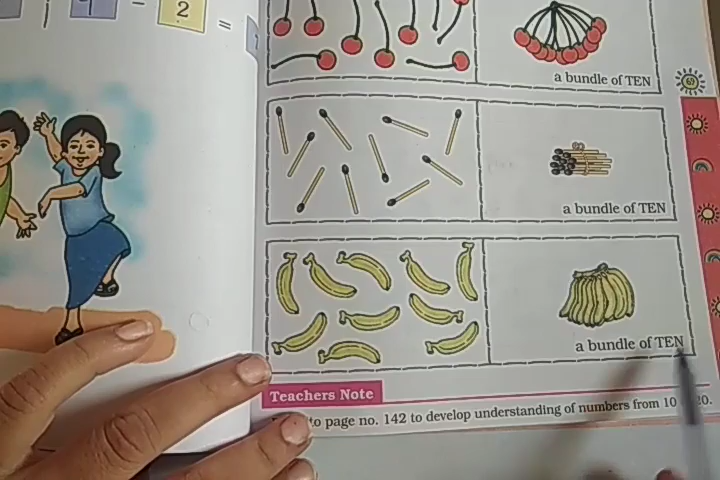 - 2 =
a bundle of TEN
69
a bundle of TEN
a bundle of TEN
Teachers Note
to page no. 142 to develop understanding of numbers from 10
20.